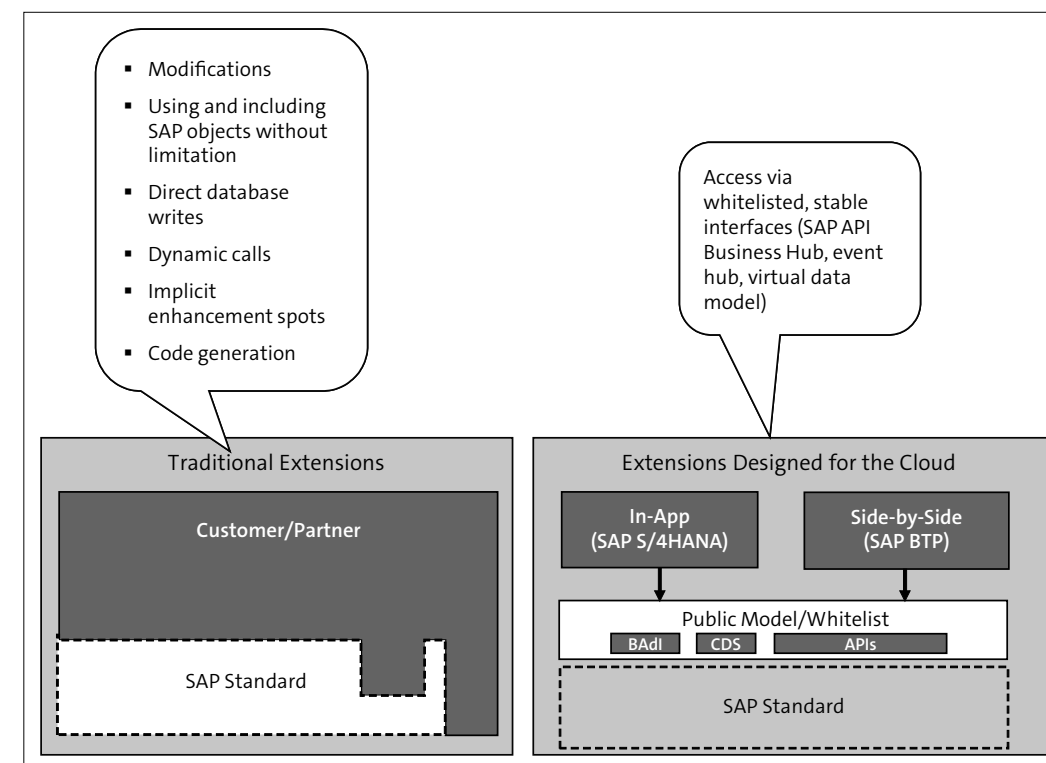 ▪ Modifications
▪ Using and including
SAP objects without
limitation
▪ Direct database
writes
▪ Dynamic calls
▪ Implicit
enhancement spots
▪ Code generation
Access via
whitelisted, stable
interfaces (SAP API
Business Hub, event
hub, virtual data
model)
Traditional Extensions
Customer/Partner
SAP Standard
Extensions Designed for the Cloud
In-App
(SAP S/4HANA)
Side-by-Side
(SAP BTP)
Public Model/Whitelist
BAdI CDS APIs
SAP Standard